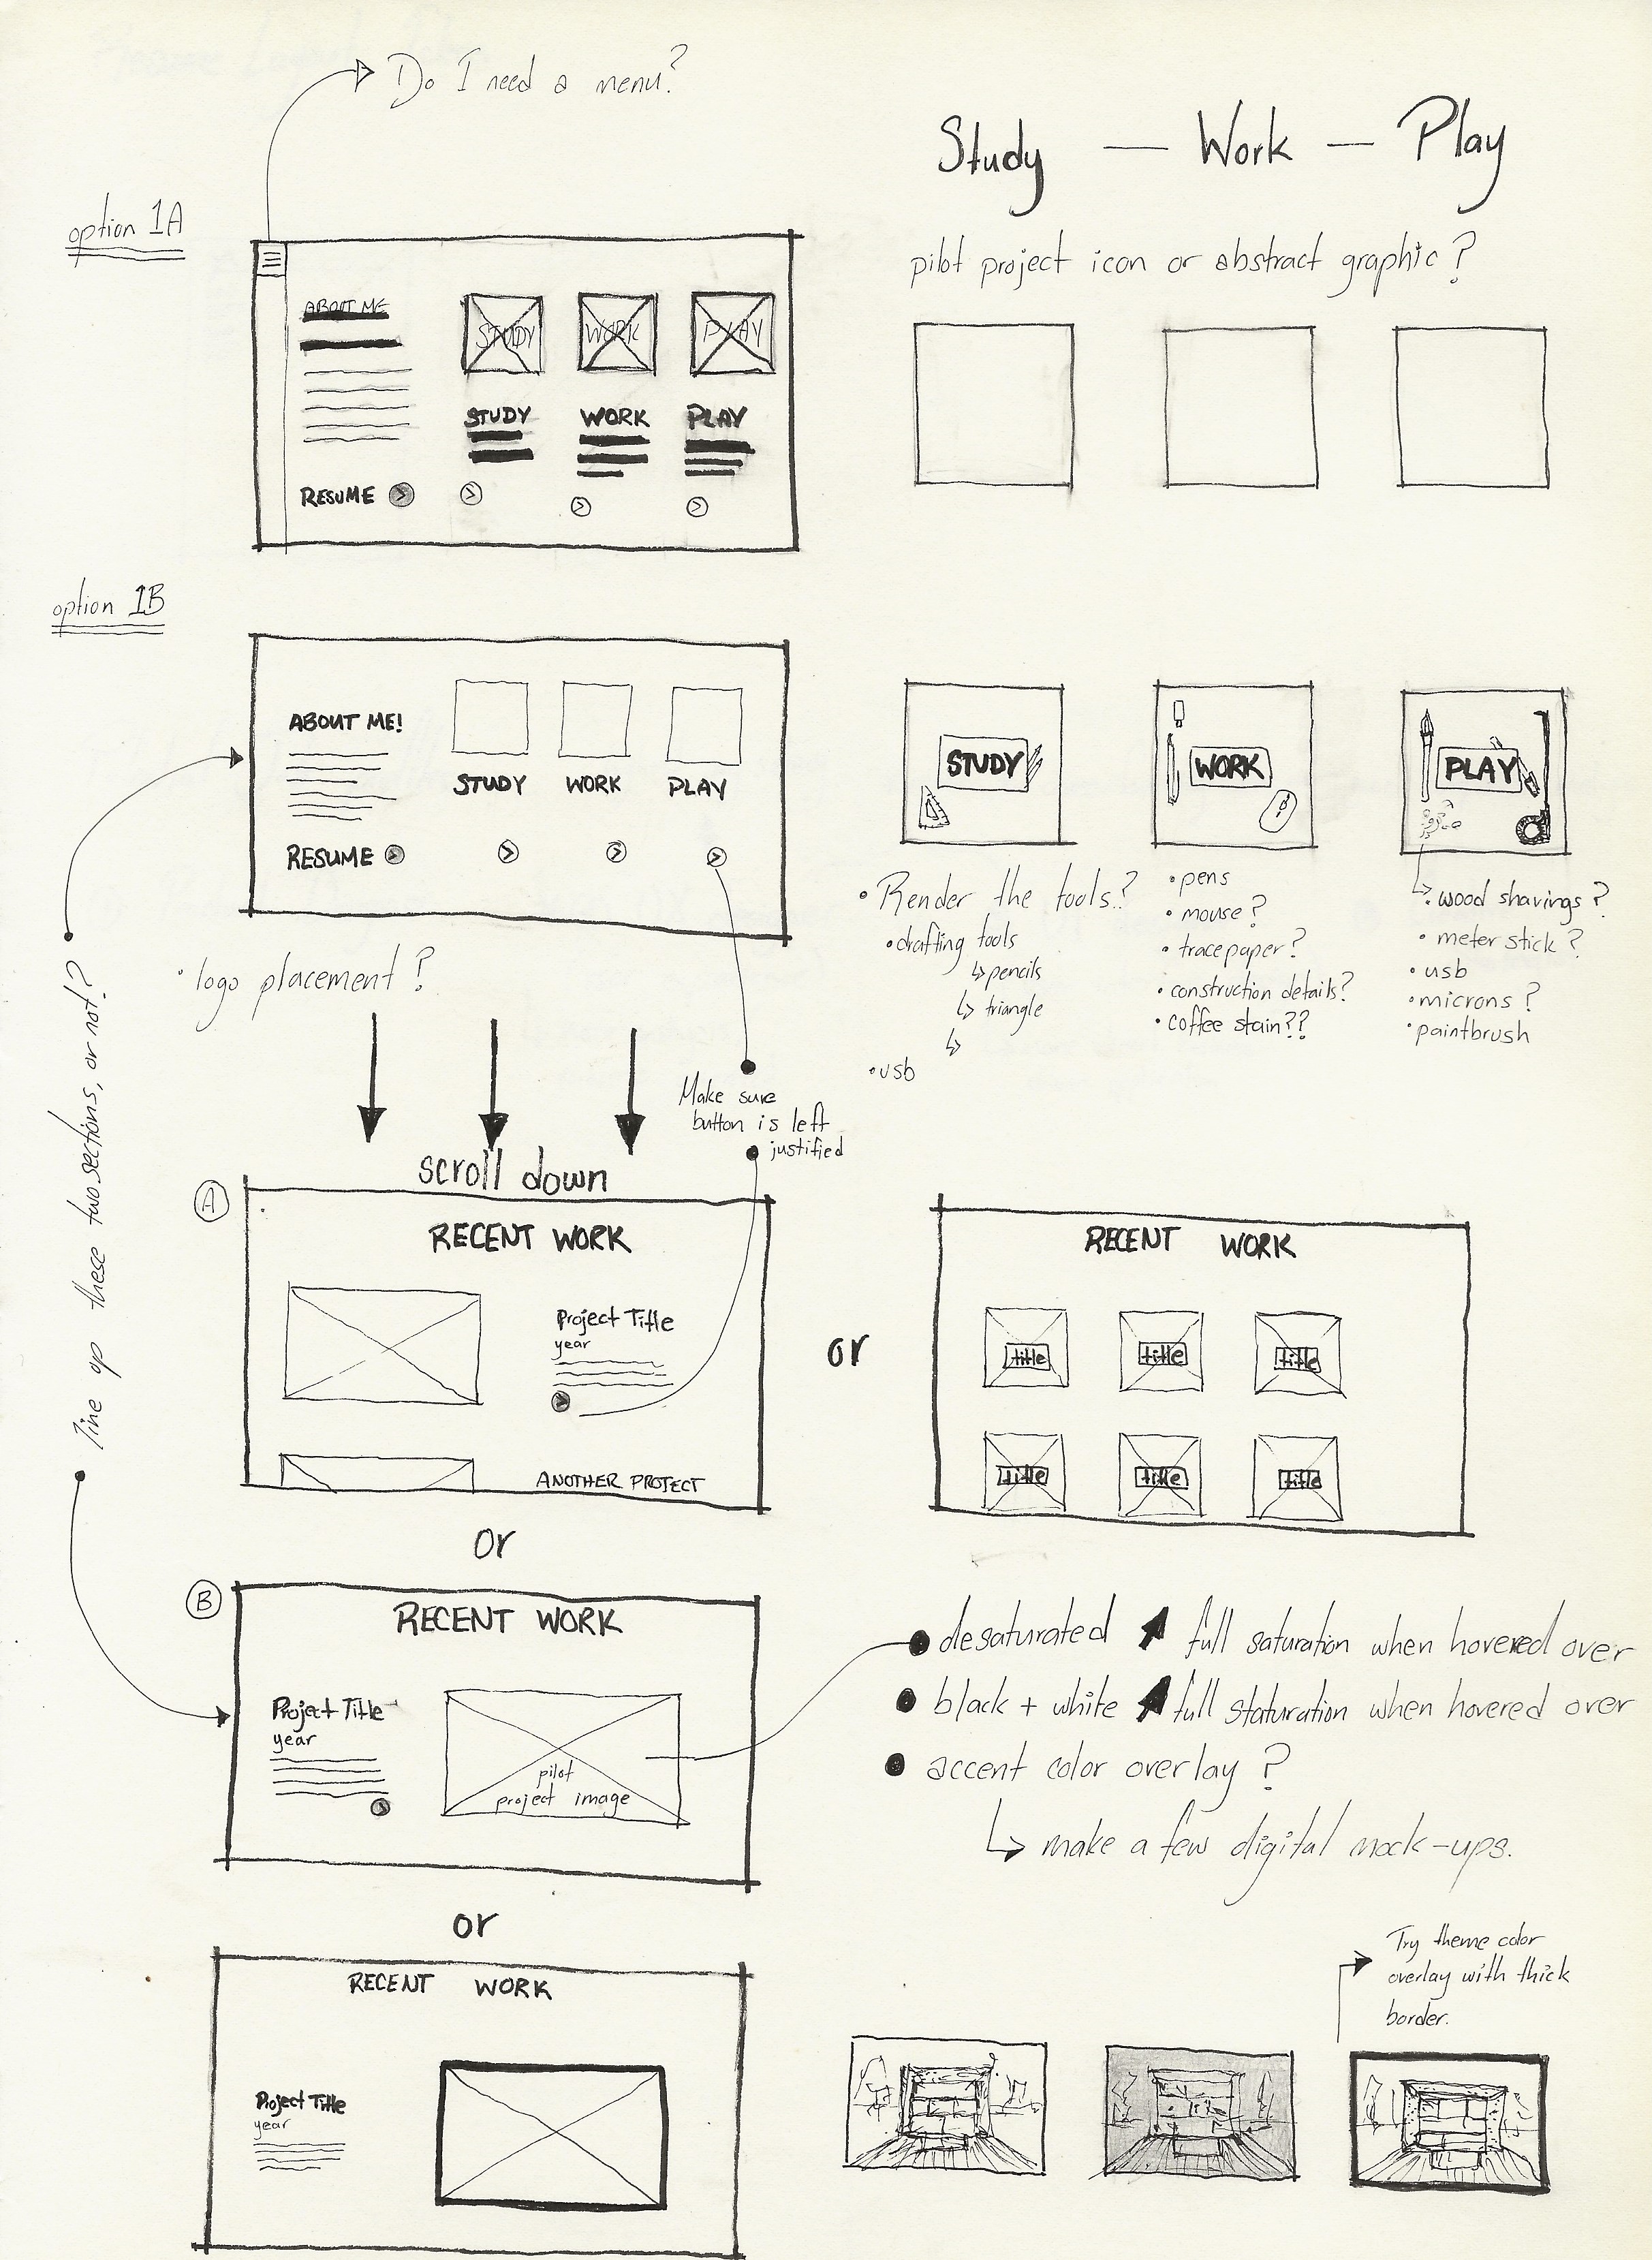 Do I need a menu?
Study — Work — Play
option 1A
pilot project icon or abstract graphic?
ABOUT ME
STUDY
WORK
PLAY
STUDY
WORK
PLAY
RESUME
option 1B
ABOUT ME!
STUDY
WORK
PLAY
RESUME
STUDY
WORK
PLAY
• Render the tools?
• drafting tools
↳ pencils
↳ triangle
↳
• usb
• pens
• mouse?
• trace paper?
• construction details?
• coffee stain??
↳ wood shavings?
• meter stick?
• usb
• microns?
• paintbrush
• logo placement?
line up these two sections, or not?
Make sure
button is left
justified
scroll down
A
RECENT WORK
Project Title
year
ANOTHER PROJECT
or
RECENT WORK
title
title
title
title
title
title
or
B
RECENT WORK
Project Title
year
pilot
project image
• desaturated full saturation when hovered over
• black + white full staturation when hovered over
• accent color overlay?
↳ make a few digital mock-ups.
or
RECENT WORK
Project Title
year
Try theme color
overlay with thick
border.